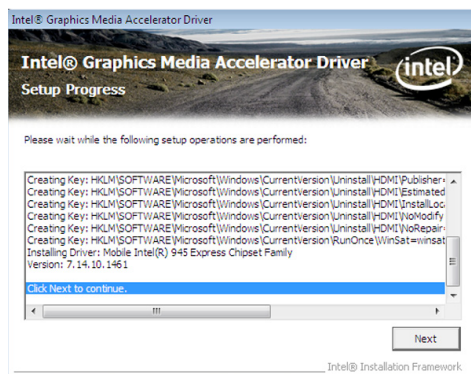 Intel® Graphics Media Accelerator Driver
Intel® Graphics Media Accelerator Driver
Setup Progress
intel
Please wait while the following setup operations are performed:
Creating Key: HKLM\SOFTWARE\Microsoft\Windows\CurrentVersion\Uninstall\HDMI\Publisher=
Creating Key: HKLM\SOFTWARE\Microsoft\Windows\CurrentVersion\Uninstall\HDMI\Estimated
Creating Key: HKLM\SOFTWARE\Microsoft\Windows\CurrentVersion\Uninstall\HDMI\InstallLoc
Creating Key: HKLM\SOFTWARE\Microsoft\Windows\CurrentVersion\Uninstall\HDMI\NoModify
Creating Key: HKLM\SOFTWARE\Microsoft\Windows\CurrentVersion\Uninstall\HDMI\NoRepair=
Creating Key: HKLM\SOFTWARE\Microsoft\Windows\CurrentVersion\RunOnce\WinSat=winsat
Installing Driver: Mobile Intel(R) 945 Express Chipset Family
Version: 7.14.10.1461
Click Next to continue.
Next
Intel® Installation Framework